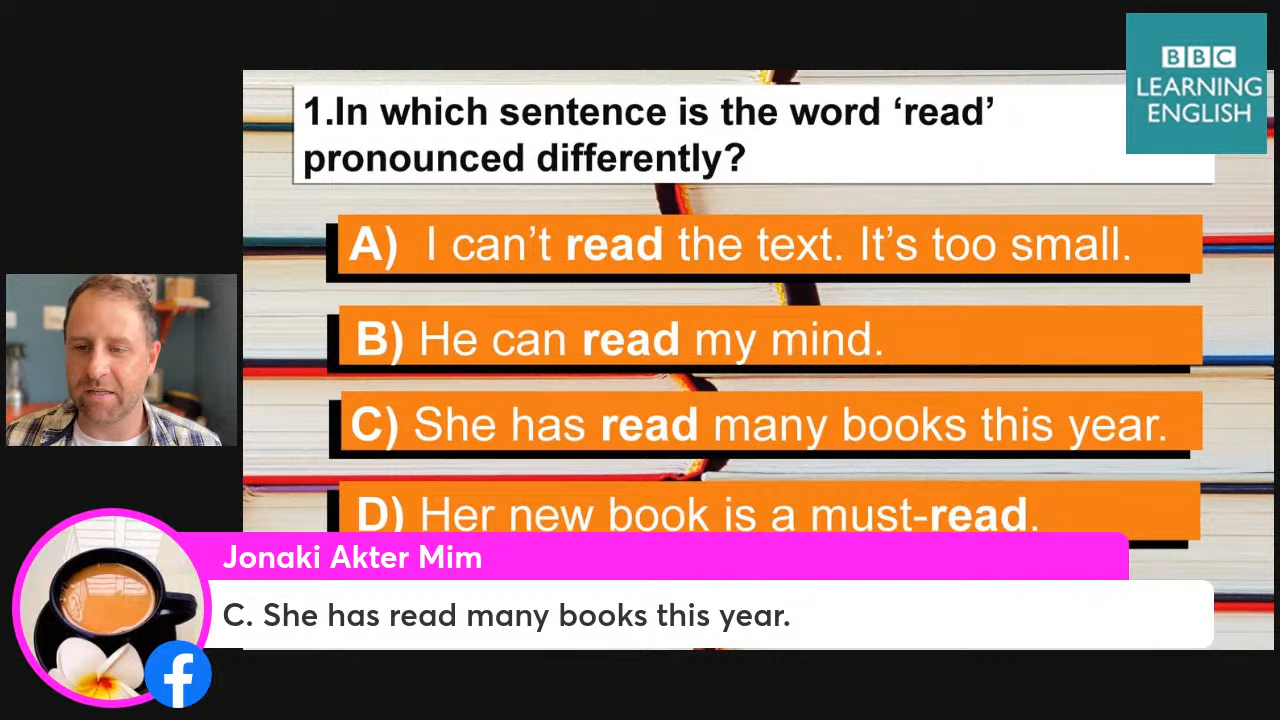 BBC
LEARNING
ENGLISH
1.In which sentence is the word ‘read’
pronounced differently?
A) I can’t read the text. It’s too small.
B) He can read my mind.
C) She has read many books this year.
D) Her new book is a must-read.
Jonaki Akter Mim
C. She has read many books this year.